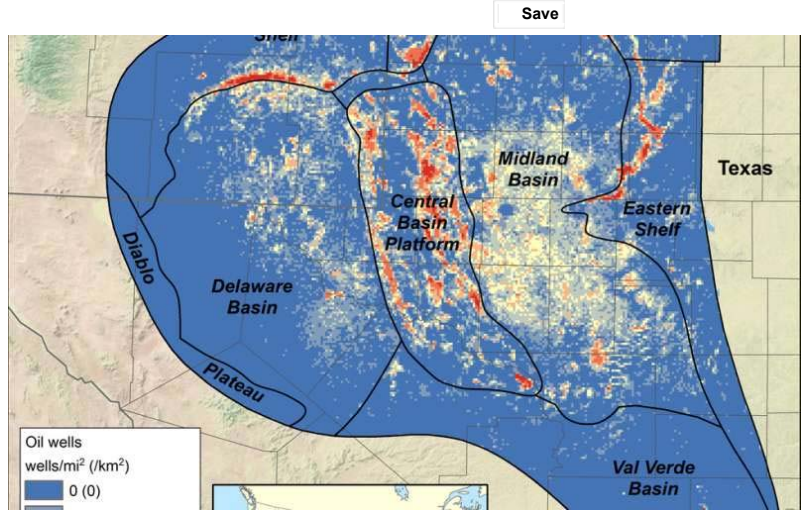 Save
Shelf
Midland
Basin
Texas
Central
Basin
Platform
Eastern
Shelf
Diablo
Delaware
Basin
Plateau
Oil wells
wells/mi² (/km²)
0 (0)
Val Verde
Basin